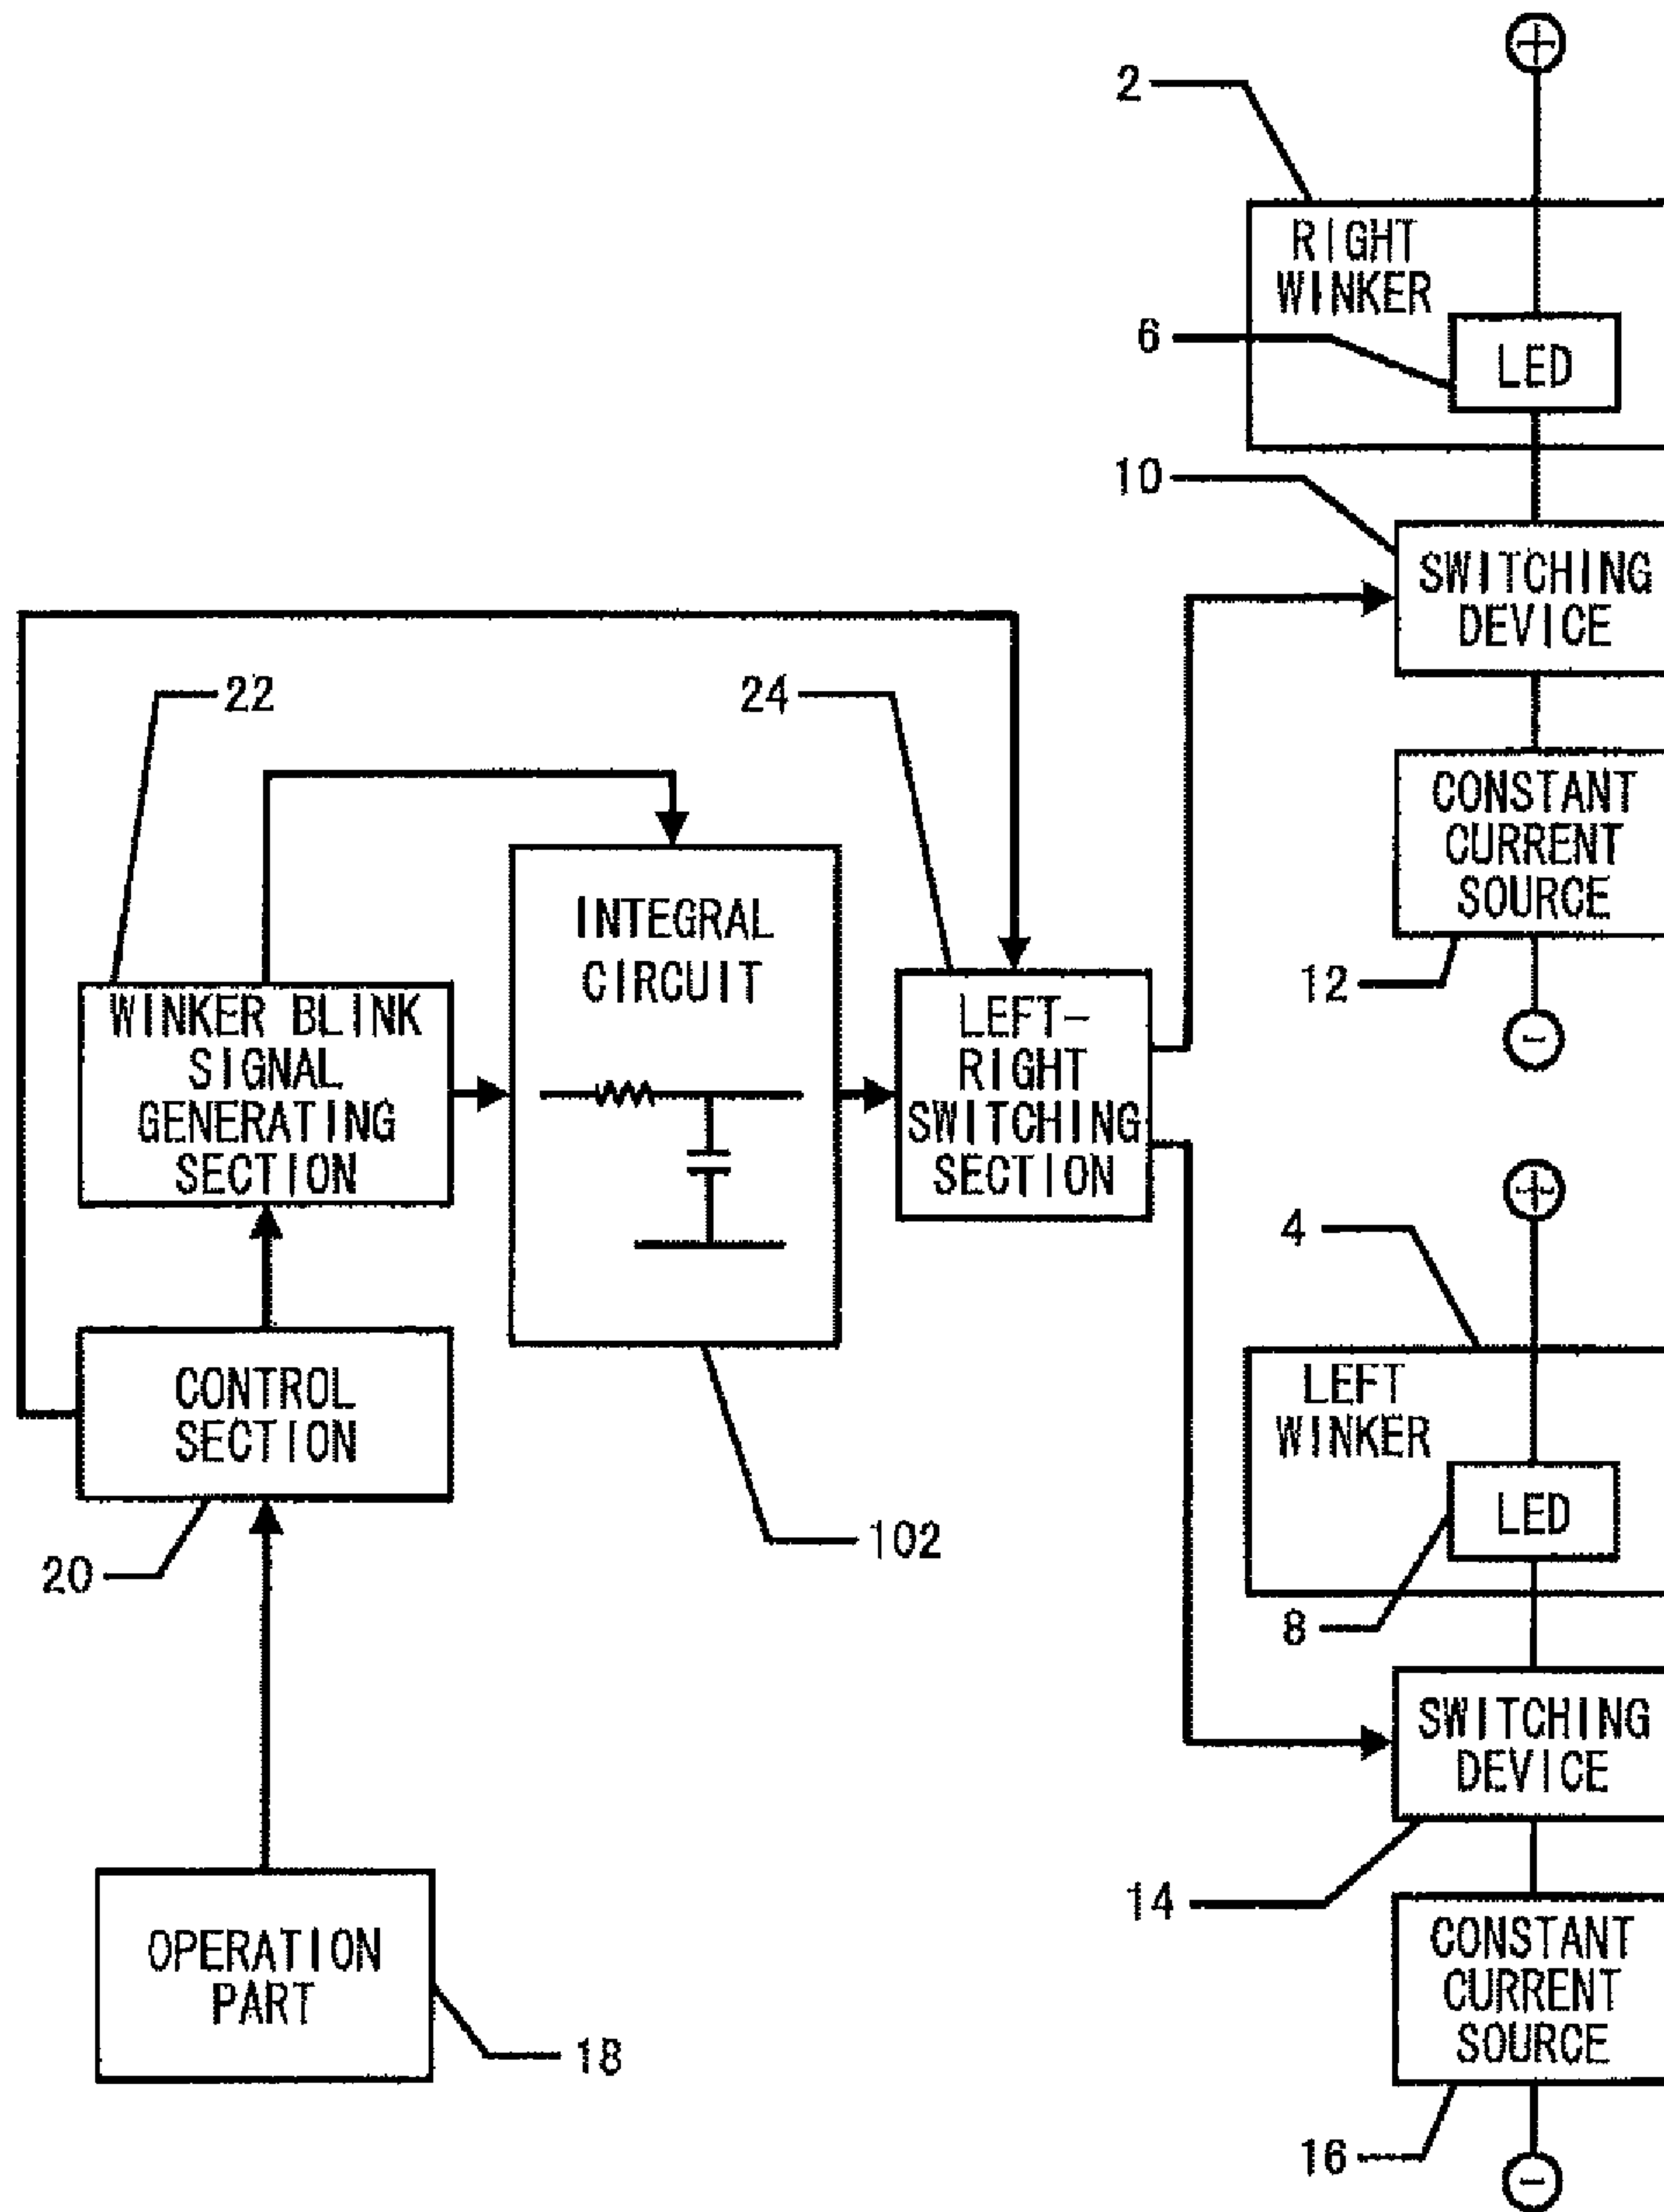 2
RIGHT
WINKER
6
LED
10
SWITCHING
DEVICE
22
24
CONSTANT
CURRENT
SOURCE
12
INTEGRAL
CIRCUIT
WINKER BLINK
SIGNAL
GENERATING
SECTION
LEFT-
RIGHT
SWITCHING
SECTION
4
CONTROL
SECTION
LEFT
WINKER
LED
20
102
8
SWITCHING
DEVICE
14
OPERATION
PART
18
CONSTANT
CURRENT
SOURCE
16